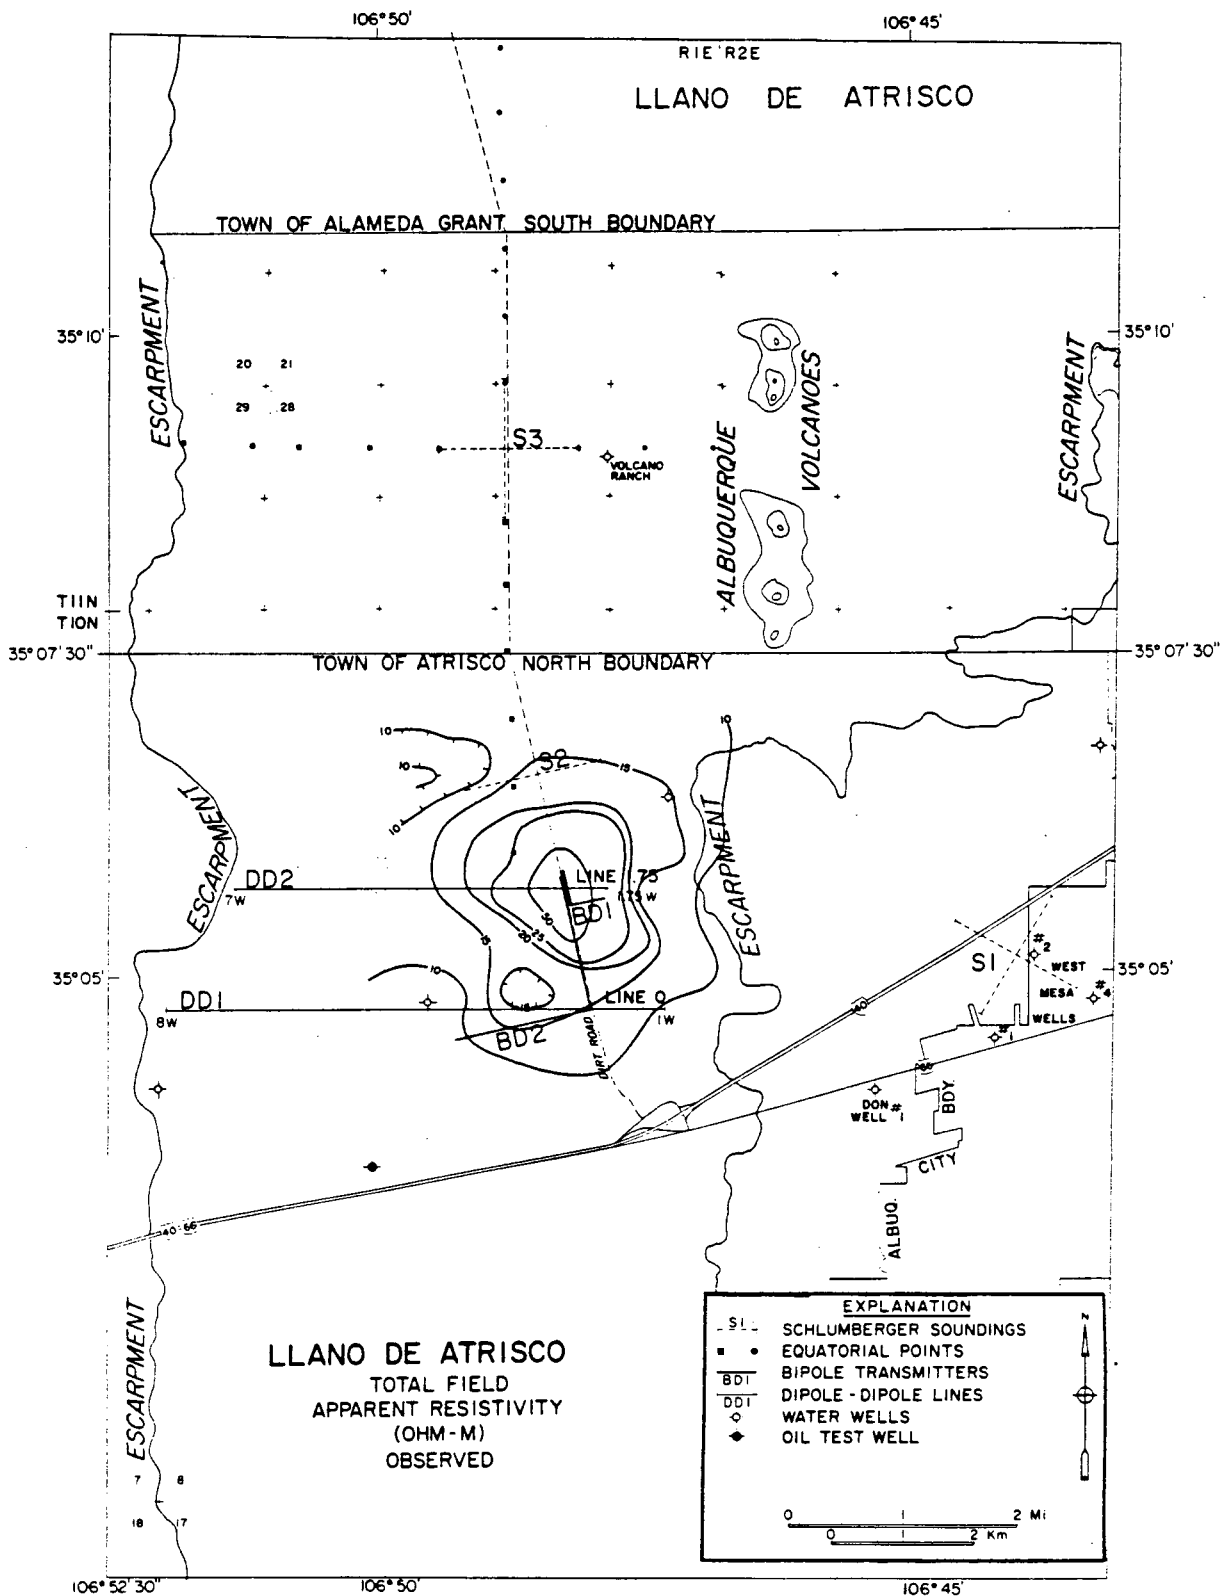 106° 50'
106° 45'
R1E R2E
LLANO DE ATRISCO
TOWN OF ALAMEDA GRANT SOUTH BOUNDARY
ESCARPMENT
35° 10'
35° 10'
20 21
29 28
S3
VOLCANO
RANCH
ALBUQUERQUE
VOLCANOES
ESCARPMENT
T11N
T10N
35° 07' 30"
35° 07' 30"
TOWN OF ATRISCO NORTH BOUNDARY
10
10
10
10
S2
15
ESCARPMENT
ESCARPMENT
ESCARPMENT
DD2
7W
LINE 1.75
1.75 W
BD1
30
25
20
15
10
35° 05'
35° 05'
DD1
8W
LINE 0
1W
15
BD2
DIRT ROAD
S1
#2
WEST
MESA
WELLS
#4
#1
40
66
DON
WELL #1
BDY.
CITY
ALBUQ.
40-66
ESCARPMENT
7 8
18 17
LLANO DE ATRISCO
TOTAL FIELD
APPARENT RESISTIVITY
(OHM-M)
OBSERVED
EXPLANATION
S1 SCHLUMBERGER SOUNDINGS
EQUATORIAL POINTS
BD1 BIPOLE TRANSMITTERS
DD1 DIPOLE-DIPOLE LINES
WATER WELLS
OIL TEST WELL
N
0 1 2 Mi
0 2 Km
106° 52' 30"
106° 50'
106° 45'